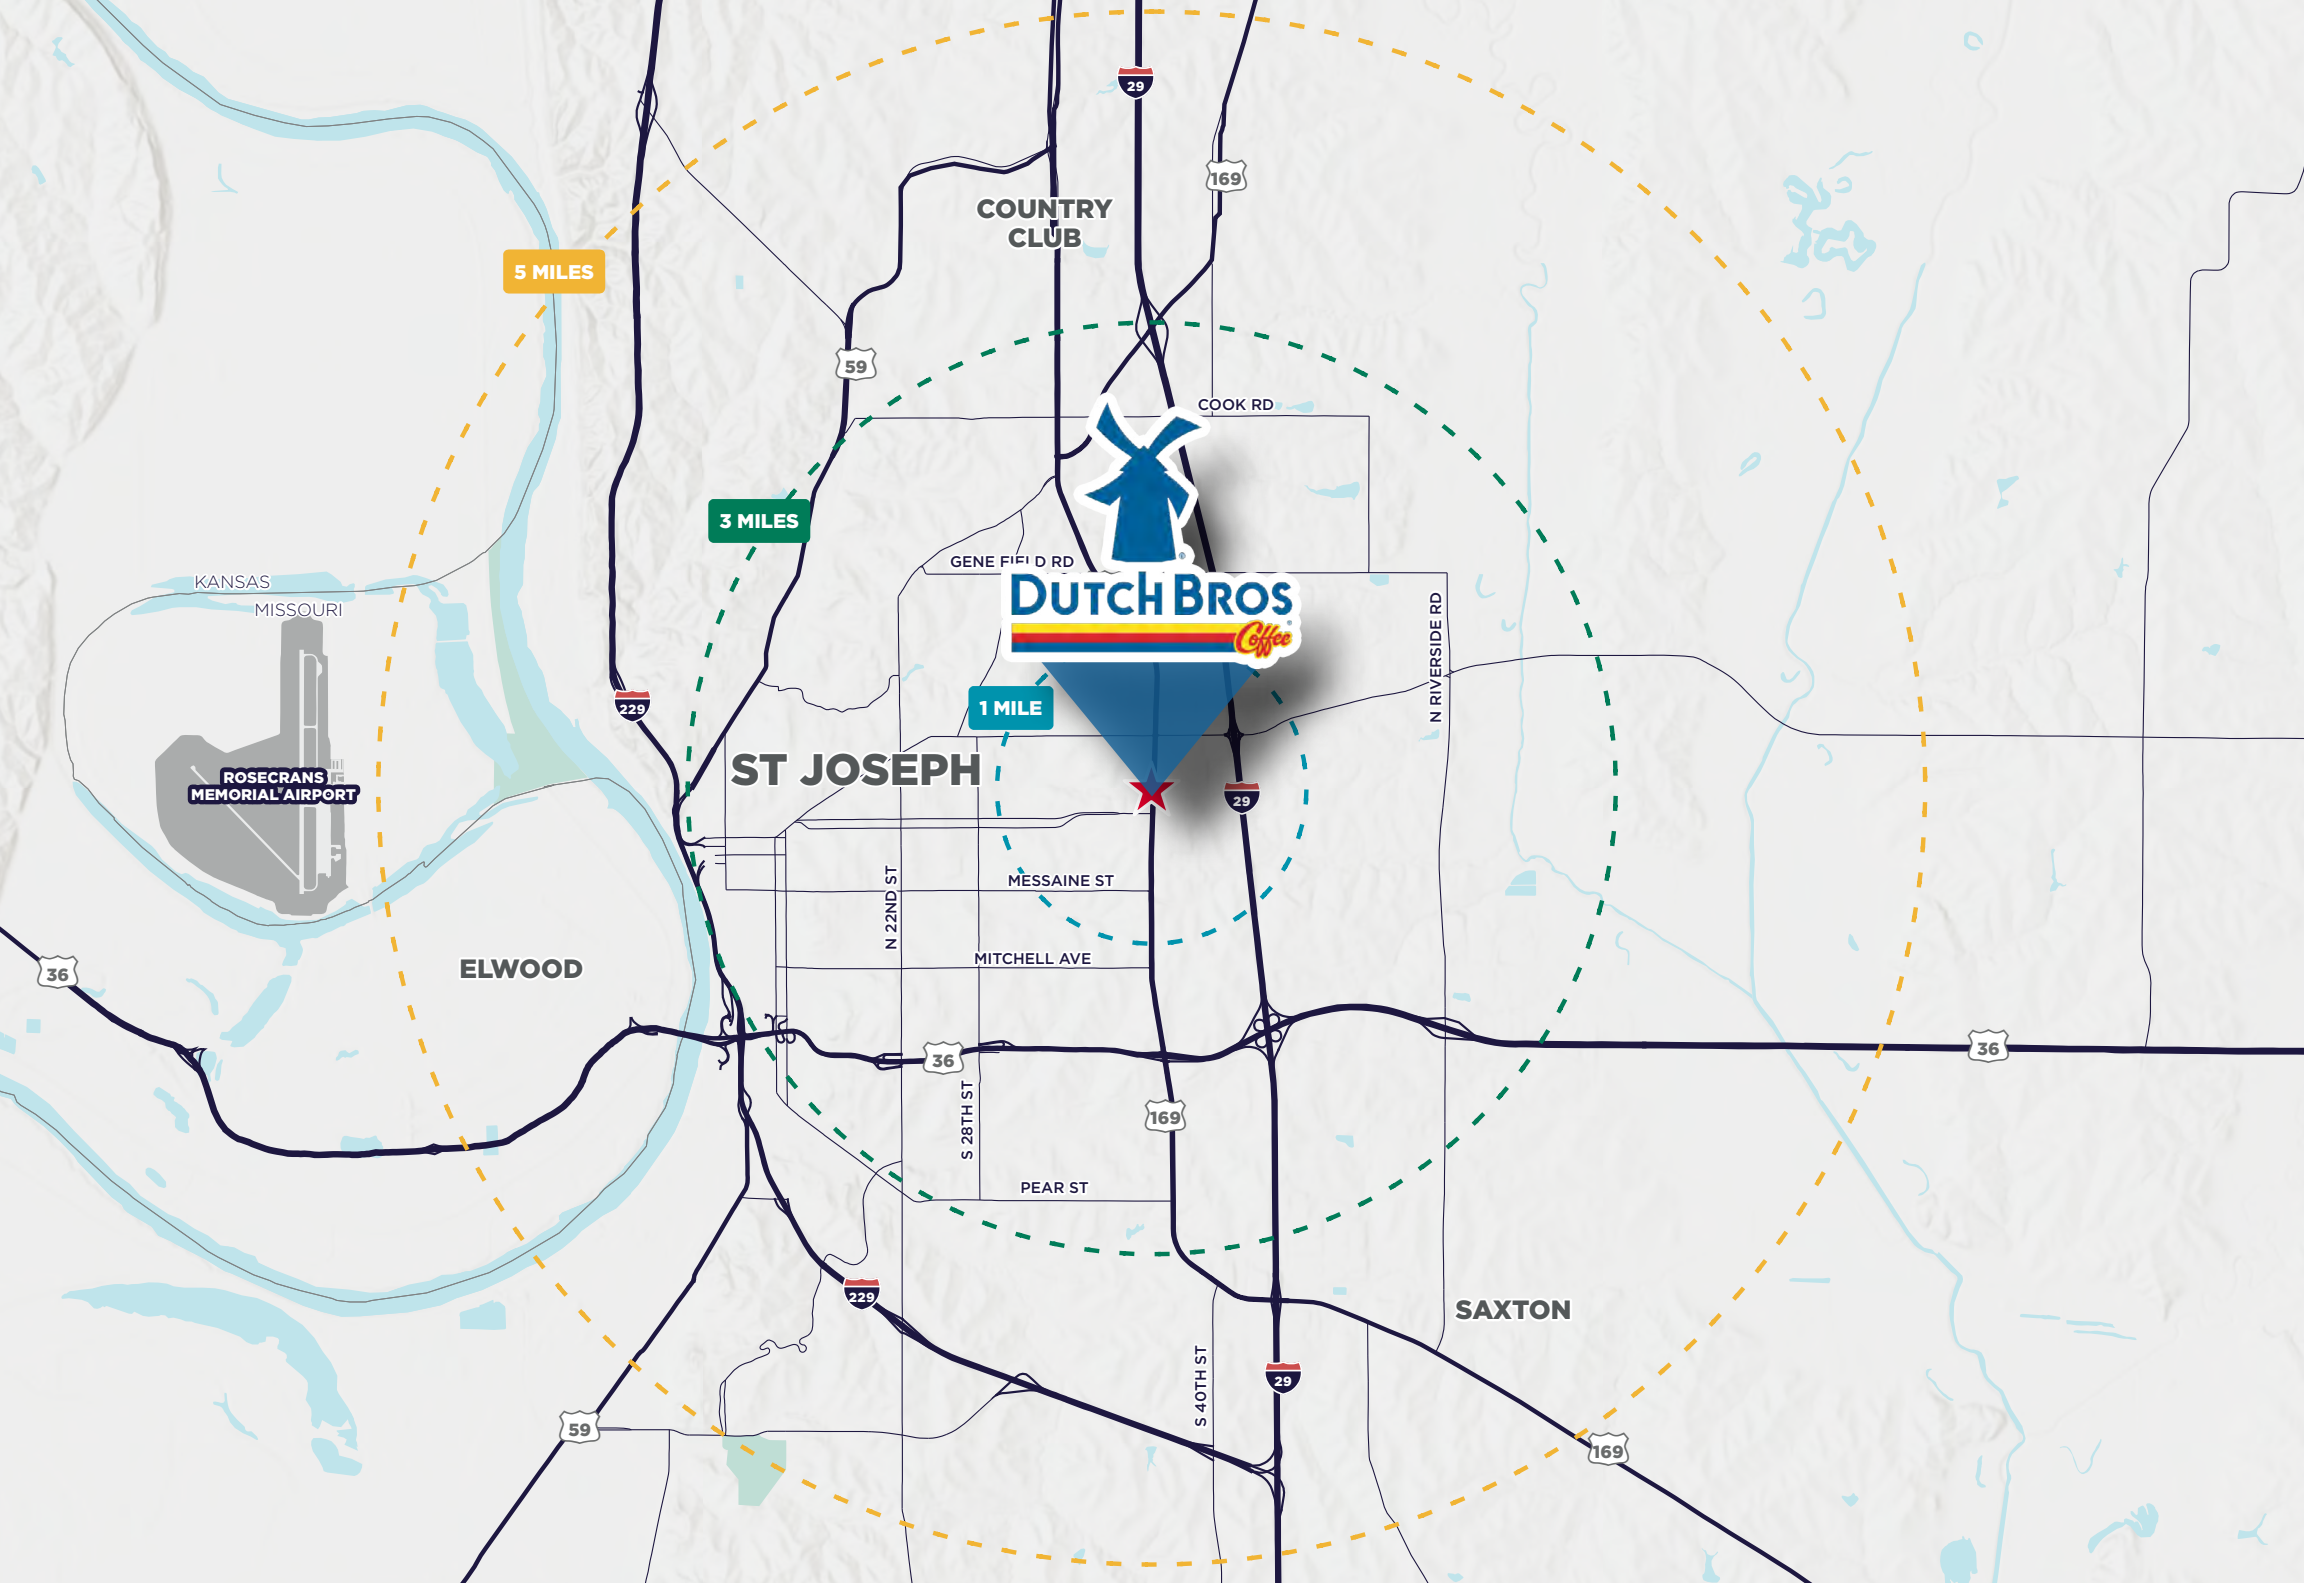 29
169
COUNTRY
CLUB
5 MILES
59
COOK RD
3 MILES
GENE FIELD RD
KANSAS
MISSOURI
DUTCH BROS
Coffee
N RIVERSIDE RD
229
1 MILE
ST JOSEPH
ROSECRANS
MEMORIAL AIRPORT
29
MESSAINE ST
N 22ND ST
MITCHELL AVE
ELWOOD
36
36
36
S 28TH ST
169
PEAR ST
229
SAXTON
S 40TH ST
29
59
169